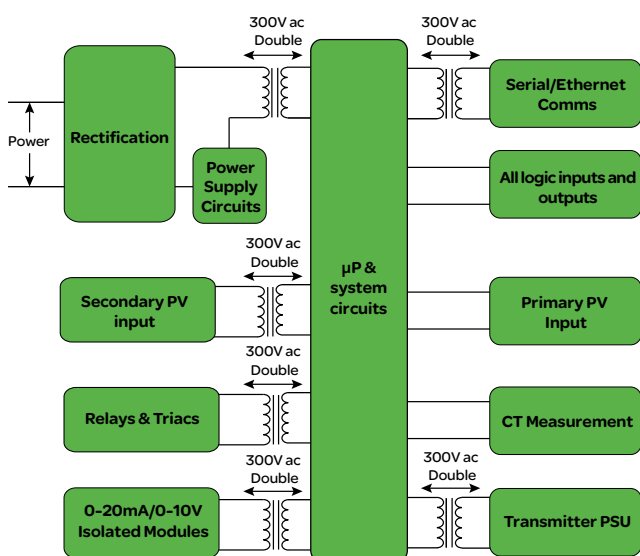 300V ac
Double
300V ac
Double
Rectification
Power
Power
Supply
Circuits
Serial/Ethernet
Comms
All logic inputs and
outputs
µP &
system
circuits
300V ac
Double
Secondary PV
input
Primary PV
Input
300V ac
Double
Relays & Triacs
CT Measurement
300V ac
Double
300V ac
Double
0-20mA/0-10V
Isolated Modules
Transmitter PSU